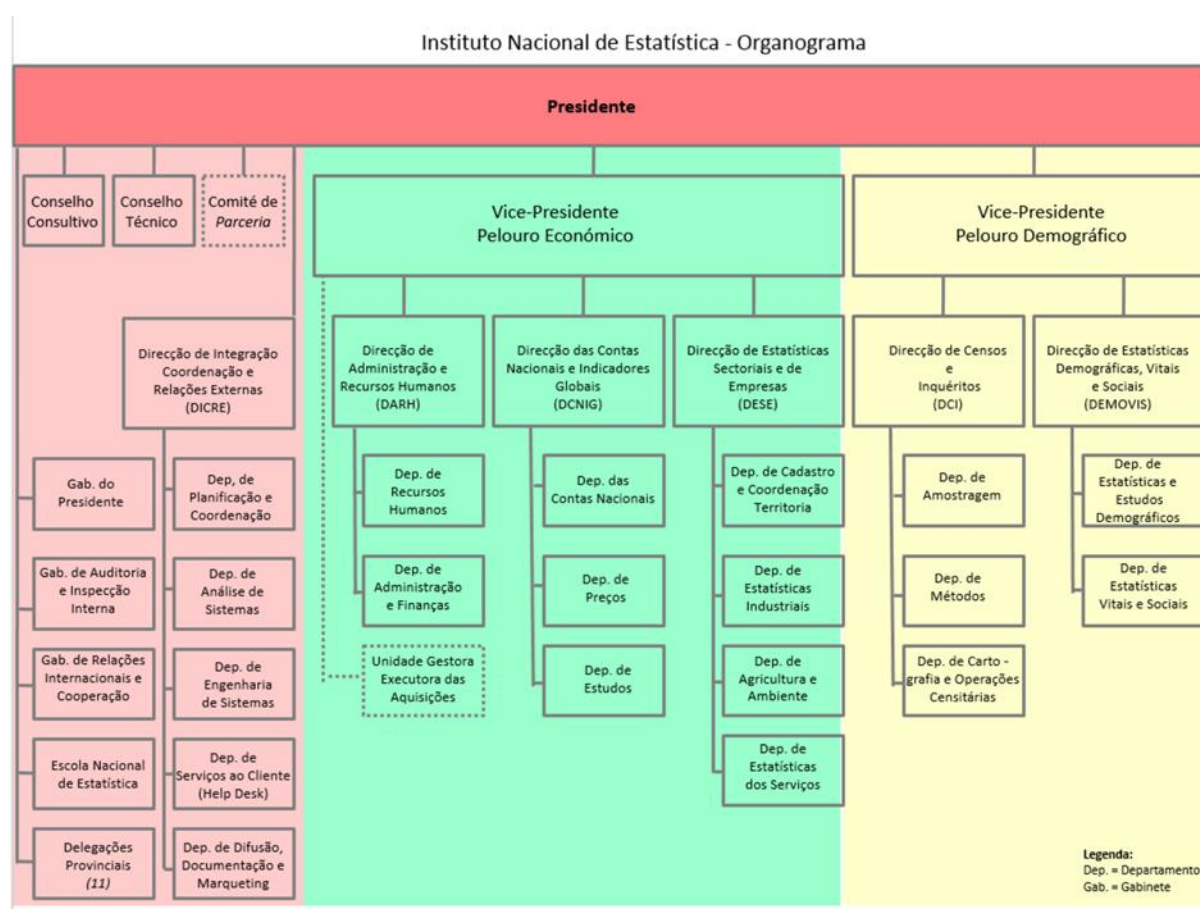 Instituto Nacional de Estatística - Organograma
Presidente
Conselho
Consultivo
Conselho
Técnico
Comité de
Parceria
Vice-Presidente
Pelouro Económico
Vice-Presidente
Pelouro Demográfico
Direcção de Integração
Coordenação e
Relações Externas
(DICRE)
Direcção de
Administração e
Recursos Humanos
(DARH)
Direcção das Contas
Nacionais e Indicadores
Globais
(DCNIG)
Direcção de Estatísticas
Sectoriais e de
Empresas
(DESE)
Direcção de Censos
e
Inquéritos
(DCI)
Direcção de Estatísticas
Demográficas, Vitais
e Sociais
(DEMOVIS)
Gab. do
Presidente
Gab. de Auditoria
e Inspecção
Interna
Gab. de Relações
Internacionais e
Cooperação
Escola Nacional
de Estatística
Delegações
Provinciais
(11)
Dep, de
Planificação e
Coordenação
Dep. de
Análise de
Sistemas
Dep. de
Engenharia
de Sistemas
Dep. de
Serviços ao Cliente
(Help Desk)
Dep. de Difusão,
Documentação e
Marqueting
Dep. de
Recursos
Humanos
Dep. de
Administração
e Finanças
Unidade Gestora
Executora das
Aquisições
Dep. das
Contas Nacionais
Dep. de
Preços
Dep. de
Estudos
Dep. de Cadastro
e Coordenação
Territoria
Dep. de
Estatísticas
Industriais
Dep. de
Agricultura e
Ambiente
Dep. de
Estatísticas
dos Serviços
Dep. de
Amostragem
Dep. de
Métodos
Dep. de Carto -
grafia e Operações
Censitárias
Dep. de
Estatísticas e
Estudos
Demográficos
Dep. de
Estatísticas
Vitais e Sociais
Legenda:
Dep. = Departamento
Gab. = Gabinete